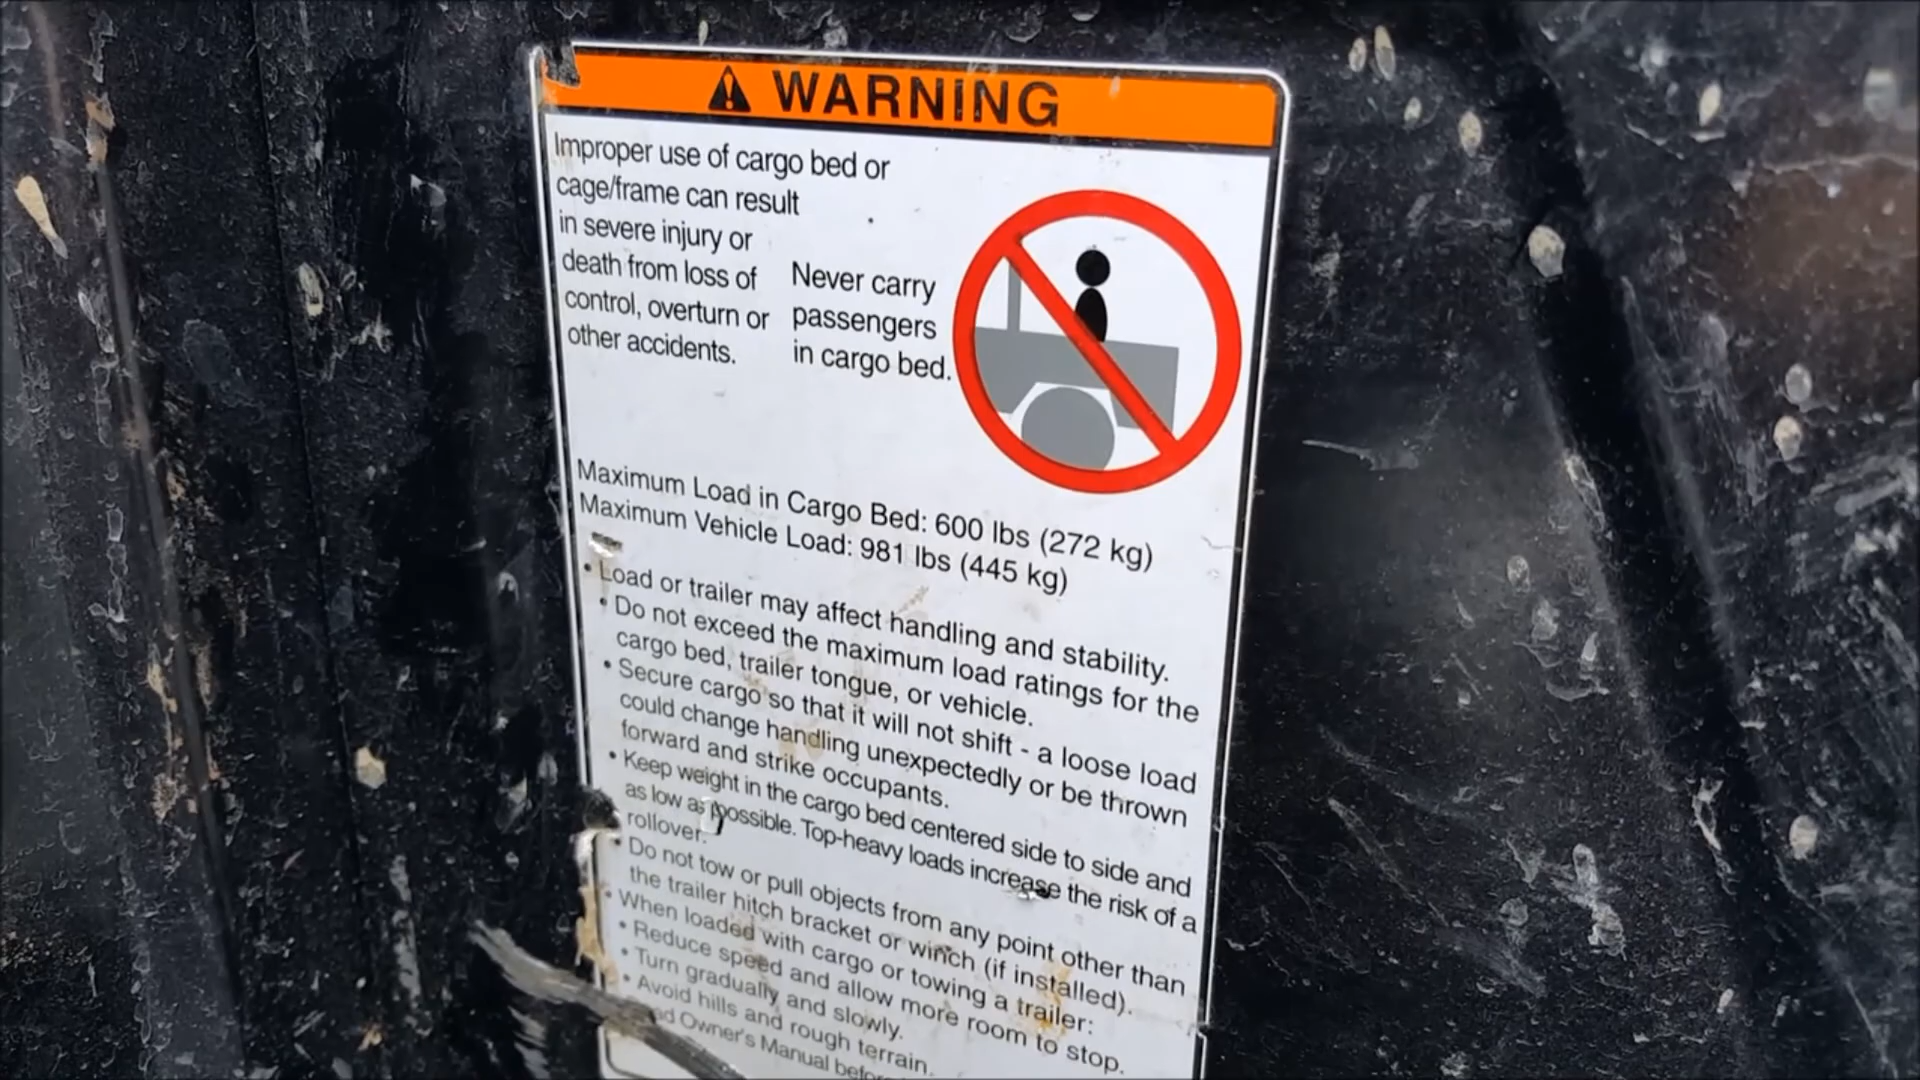 WARNING
Improper use of cargo bed or
cage/frame can result
in severe injury or
death from loss of
control, overturn or
other accidents.
Never carry
passengers
in cargo bed.
Maximum Load in Cargo Bed: 600 lbs (272 kg)
Maximum Vehicle Load: 981 lbs (445 kg)
• Load or trailer may affect handling and stability.
• Do not exceed the maximum load ratings for the
cargo bed, trailer tongue, or vehicle.
• Secure cargo so that it will not shift - a loose load
could change handling unexpectedly or be thrown
forward and strike occupants.
• Keep weight in the cargo bed centered side to side and
as low as possible. Top-heavy loads increase the risk of a
rollover.
• Do not tow or pull objects from any point other than
the trailer hitch bracket or winch (if installed).
• When loaded with cargo or towing a trailer:
• Reduce speed and allow more room to stop.
• Turn gradually and slowly.
• Avoid hills and rough terrain.
Owner's Manual